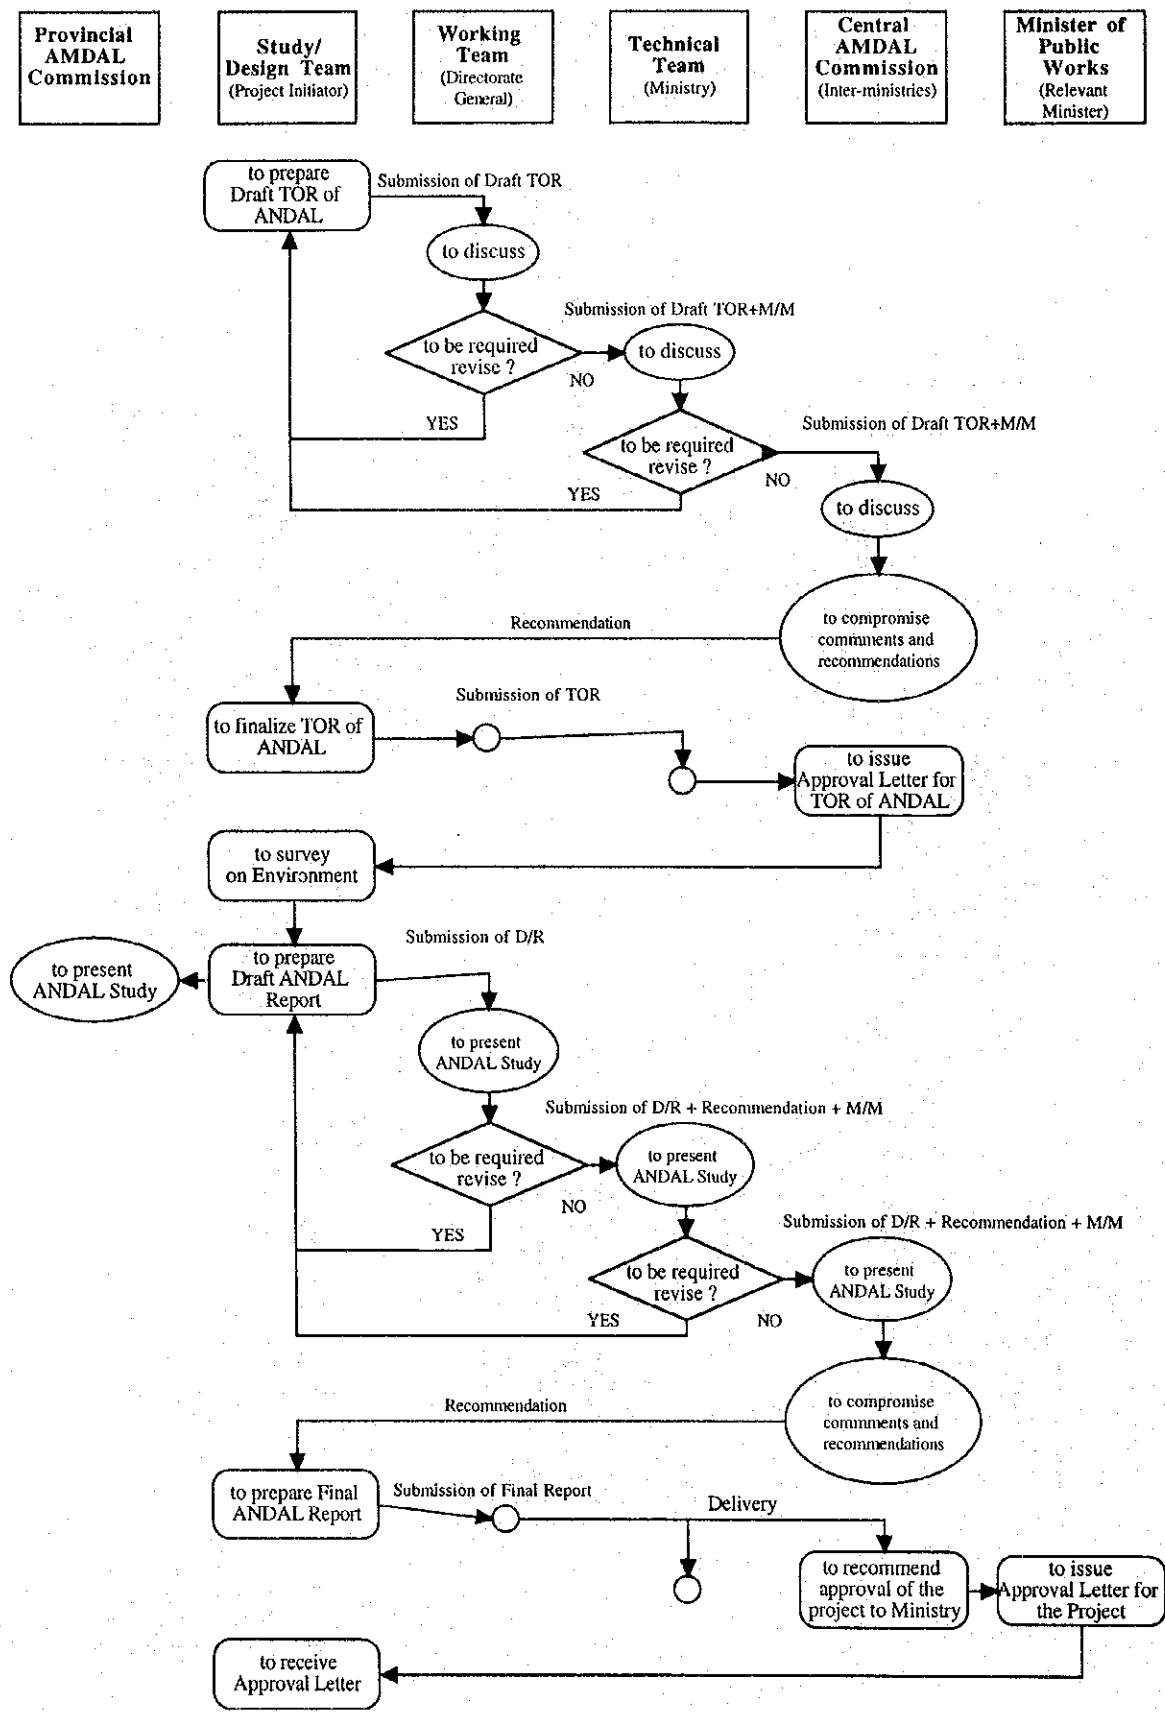 Provincial
AMDAL
Commission
Study/
Design Team
(Project Initiator)
Working
Team
(Directorate
General)
Technical
Team
(Ministry)
Central
AMDAL
Commission
(Inter-ministries)
Minister of
Public
Works
(Relevant
Minister)
to prepare
Draft TOR of
ANDAL
Submission of Draft TOR
to discuss
Submission of Draft TOR+M/M
to be required
revise ?
NO
to discuss
YES
Submission of Draft TOR+M/M
to be required
revise ?
NO
YES
to discuss
to compromise
comments and
recommendations
Recommendation
Submission of TOR
to finalize TOR of
ANDAL
to issue
Approval Letter for
TOR of ANDAL
to survey
on Environment
Submission of D/R
to present
ANDAL Study
to prepare
Draft ANDAL
Report
to present
ANDAL Study
Submission of D/R + Recommendation + M/M
to be required
revise ?
NO
to present
ANDAL Study
YES
Submission of D/R + Recommendation + M/M
to be required
revise ?
NO
YES
to present
ANDAL Study
to compromise
comments and
recommendations
Recommendation
to prepare Final
ANDAL Report
Submission of Final Report
Delivery
to recommend
approval of the
project to Ministry
to issue
Approval Letter for
the Project
to receive
Approval Letter